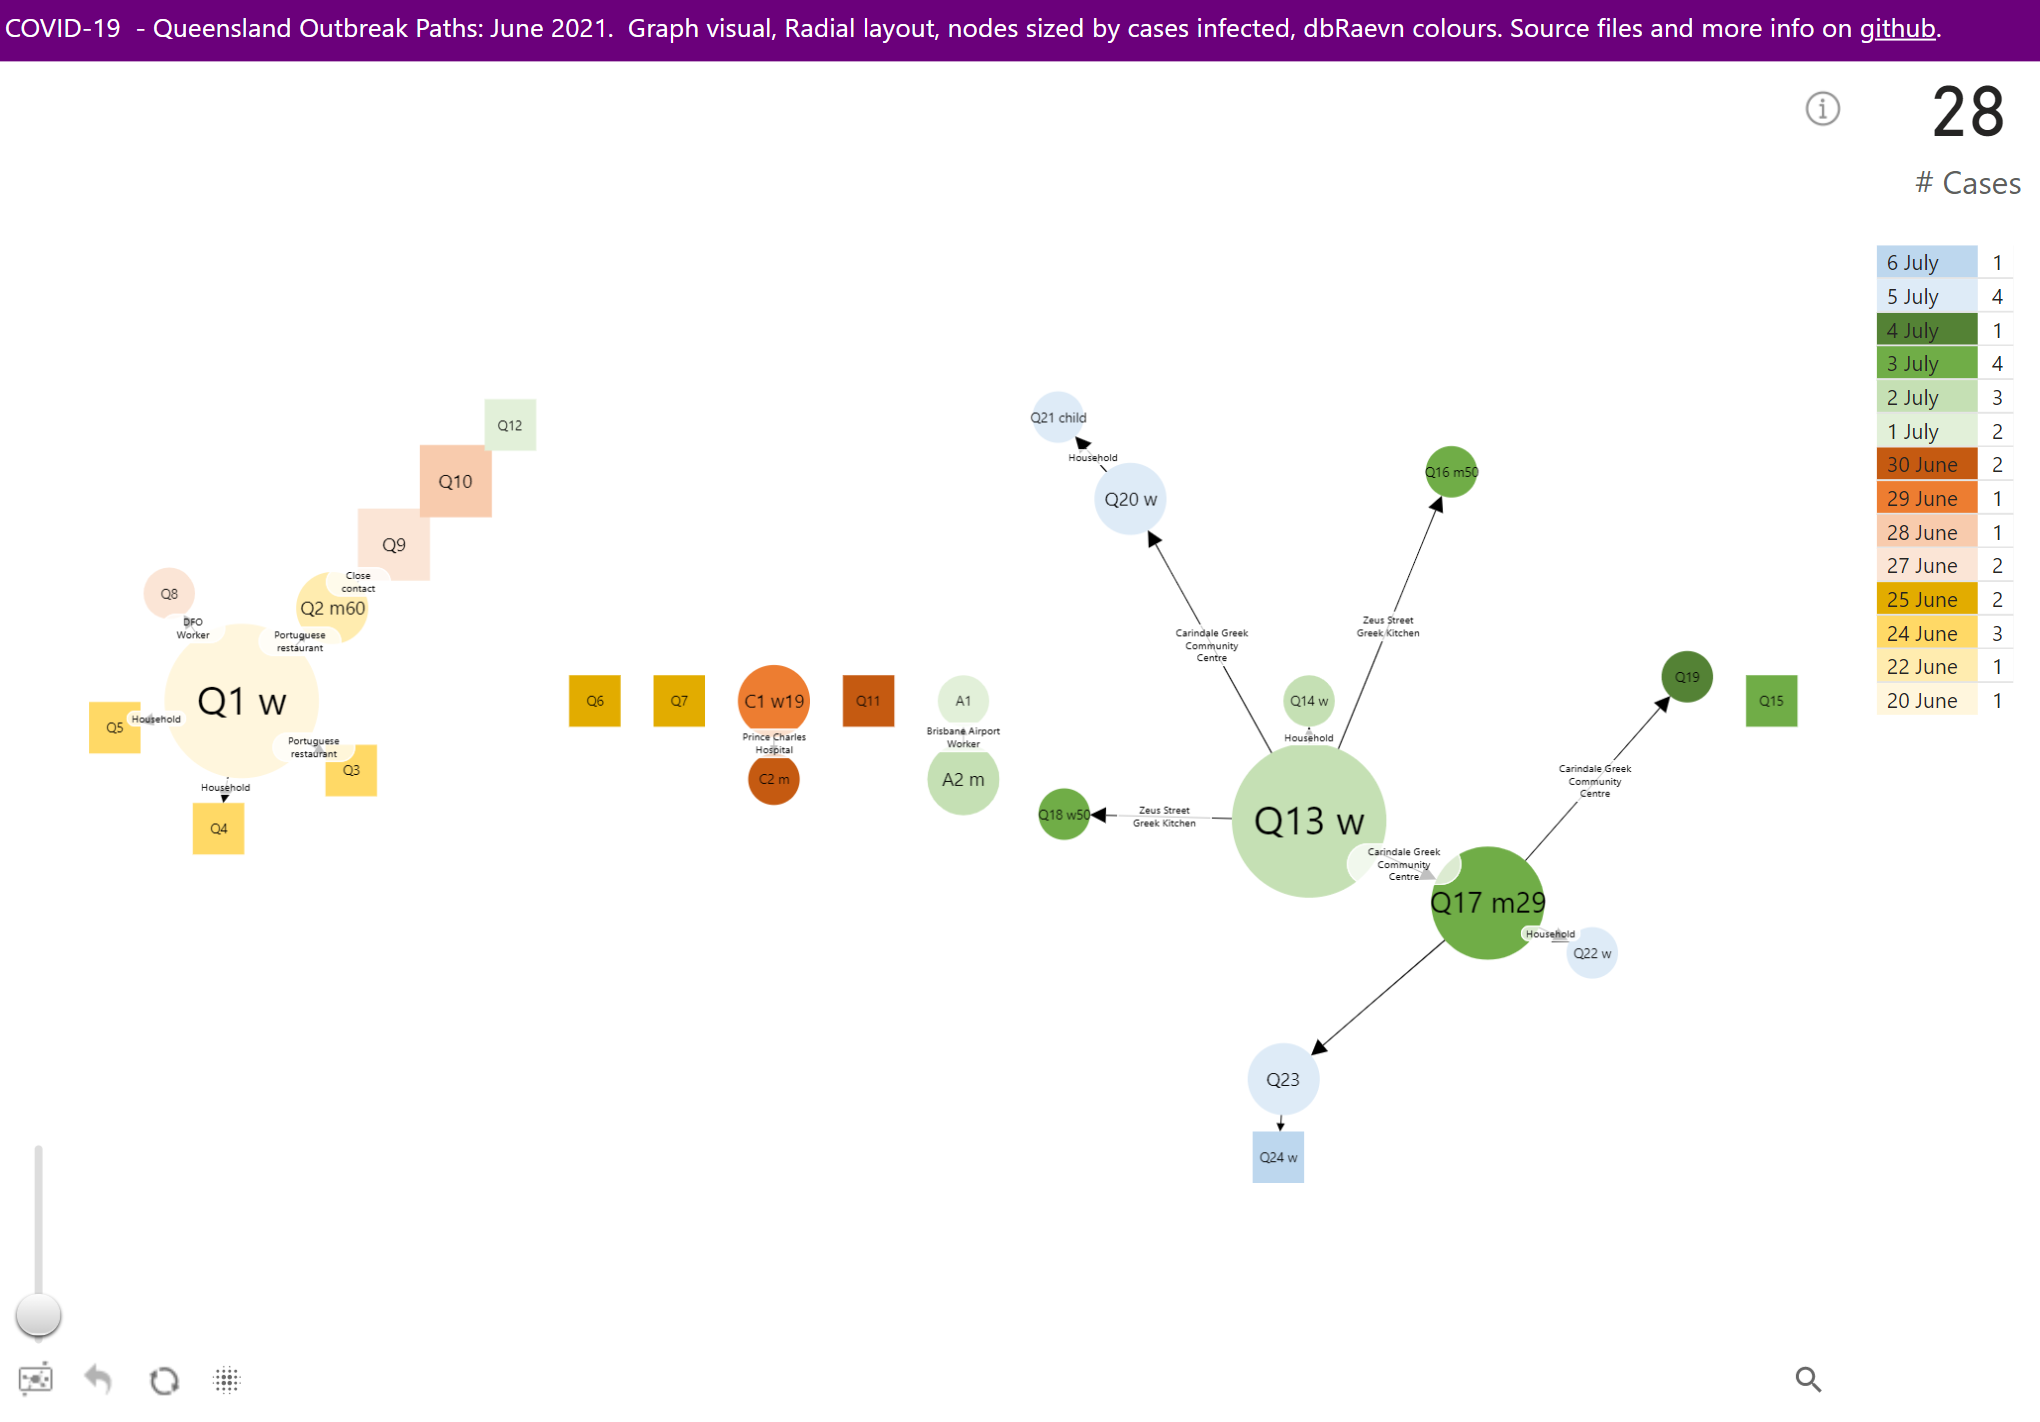 COVID-19 - Queensland Outbreak Paths: June 2021. Graph visual, Radial layout, nodes sized by cases infected, dbRaevn colours. Source files and more info on github.
28
# Cases
6 July 1
5 July 4
4 July 1
3 July 4
2 July 3
1 July 2
30 June 2
29 June 1
28 June 1
27 June 2
25 June 2
24 June 3
22 June 1
20 June 1
Q12
Q10
Q9
Close
contact
Q8
Q2 m60
DFO
Worker
Portuguese
restaurant
Q1 w
Q5
Household
Portuguese
restaurant
Q3
Household
Q4
Q6
Q7
C1 w19
Prince Charles
Hospital
C2 m
Q11
A1
Brisbane Airport
Worker
A2 m
Q21 child
Household
Q20 w
Carindale Greek
Community
Centre
Q16 m50
Zeus Street
Greek Kitchen
Q14 w
Household
Q18 w50
Zeus Street
Greek Kitchen
Q13 w
Carindale Greek
Community
Centre
Q17 m29
Q19
Carindale Greek
Community
Centre
Q15
Household
Q22 w
Q23
Q24 w